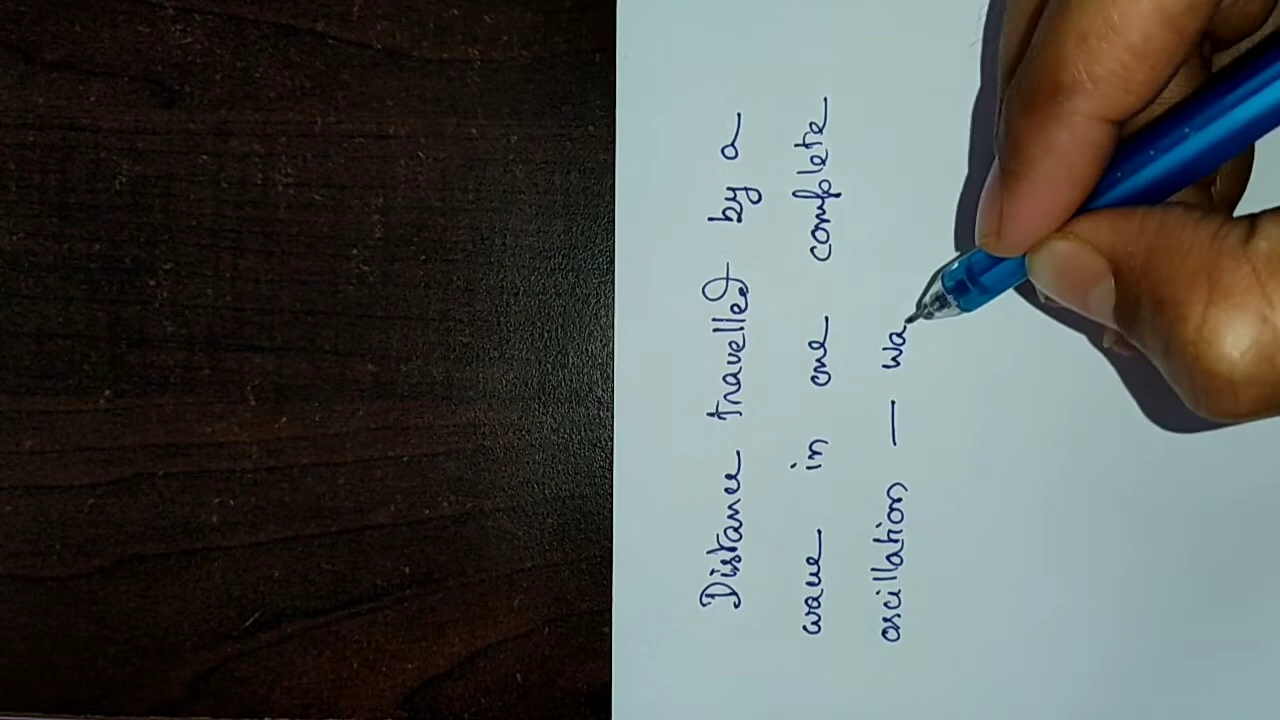 Distance travelled by a
wave in one complete
oscillation — wa